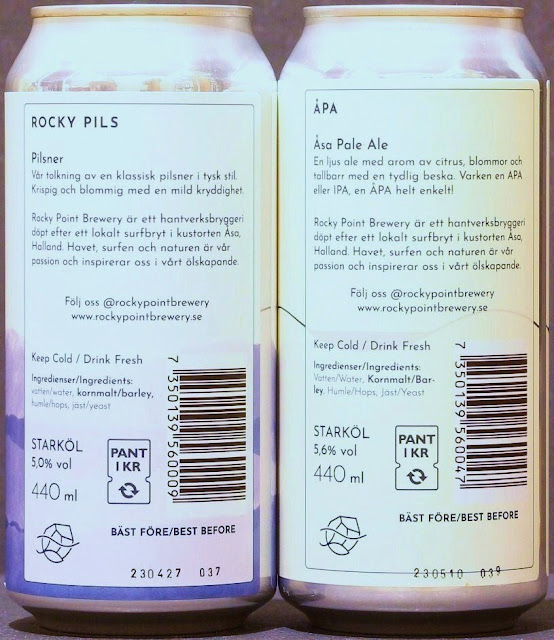 ROCKY PILS
Pilsner
Vår tolkning av en klassisk pilsner i tysk stil.
Krispig och blommig med en mild kryddighet.
Rocky Point Brewery är ett hantverksbryggeri
döpt efter ett lokalt surfbryt i kustorten Åsa,
Halland. Havet, surfen och naturen är vår
passion och inspirerar oss i vårt ölskapande.
Följ oss @rockypointbrewery
www.rockypointbrewery.se
Keep Cold / Drink Fresh
Ingredienser/Ingredients:
vatten/water, kornmalt/barley,
humle/hops, jäst/yeast
STARKÖL
5,0% vol
440 ml
PANT
1 KR
7 350139 560009
BÄST FÖRE/BEST BEFORE
230427 037
ÅPA
Åsa Pale Ale
En ljus ale med arom av citrus, blommor och
tallbarr med en tydlig beska. Varken en APA
eller IPA, en ÅPA helt enkelt!
Rocky Point Brewery är ett hantverksbryggeri
döpt efter ett lokalt surfbryt i kustorten Åsa,
Halland. Havet, surfen och naturen är vår
passion och inspirerar oss i vårt ölskapande.
Följ oss @rockypointbrewery
www.rockypointbrewery.se
Keep Cold / Drink Fresh
Ingredienser/Ingredients:
Vatten/Water, Kornmalt/Bar-
ley, Humle/Hops, Jäst/Yeast
STARKÖL
5,6% vol
440 ml
PANT
1 KR
7 350139 560047
BÄST FÖRE/BEST BEFORE
230510 039